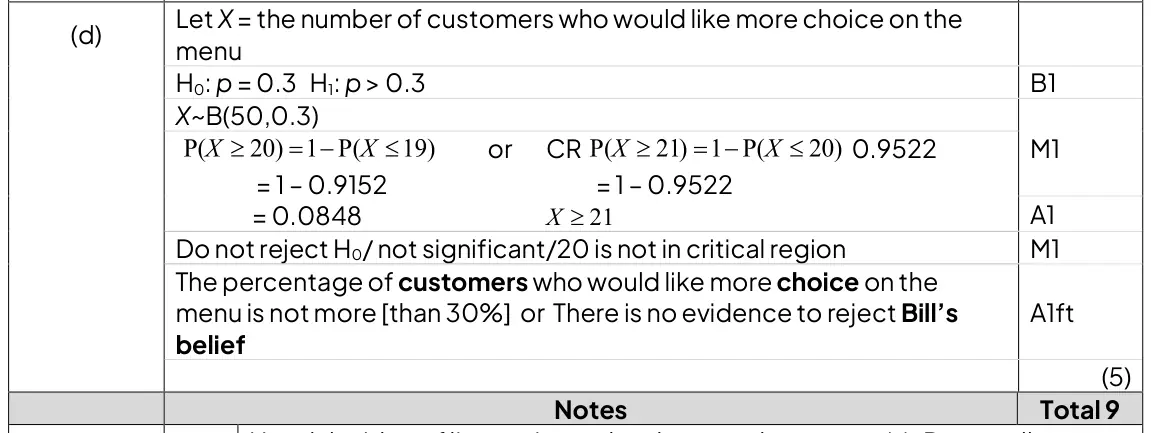 (d) Let X = the number of customers who would like more choice on the
menu
H₀: p = 0.3 H₁: p > 0.3 B1
X~B(50,0.3)
P(X ≥ 20) = 1 – P(X ≤ 19) or CR P(X ≥ 21) = 1 – P(X ≤ 20) 0.9522 M1
= 1 – 0.9152 = 1 – 0.9522
= 0.0848 X ≥ 21 A1
Do not reject H₀/ not significant/20 is not in critical region M1
The percentage of customers who would like more choice on the
menu is not more [than 30%] or There is no evidence to reject Bill's A1ft
belief
(5)
Notes Total 9